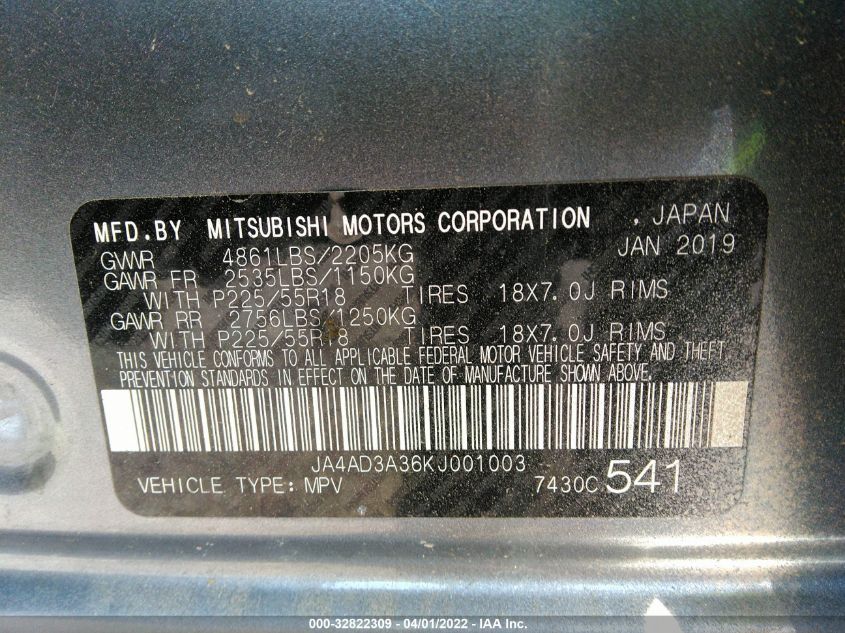 MFD.BY MITSUBISHI MOTORS CORPORATION , JAPAN
GVWR 4861LBS/2205KG JAN 2019
GAWR FR 2535LBS/1150KG
WITH P225/55R18 TIRES 18X7.0J RIMS
GAWR RR 2756LBS/1250KG
WITH P225/55R18 TIRES 18X7.0J RIMS
THIS VEHICLE CONFORMS TO ALL APPLICABLE FEDERAL MOTOR VEHICLE SAFETY AND THEFT
PREVENTION STANDARDS IN EFFECT ON THE DATE OF MANUFACTURE SHOWN ABOVE.
JA4AD3A36KJ001003
VEHICLE TYPE: MPV 7430C 541
000-32822309 - 04/01/2022 - IAA Inc.